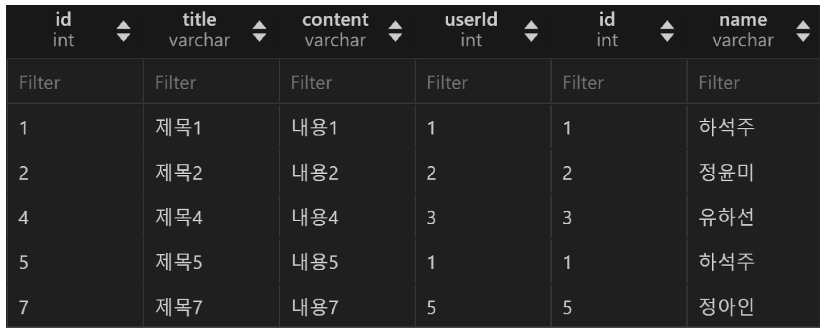 id title content userId id name
int varchar varchar int int varchar
Filter Filter Filter Filter Filter Filter
1 제목1 내용1 1 1 하석주
2 제목2 내용2 2 2 정윤미
4 제목4 내용4 3 3 유하선
5 제목5 내용5 1 1 하석주
7 제목7 내용7 5 5 정아인